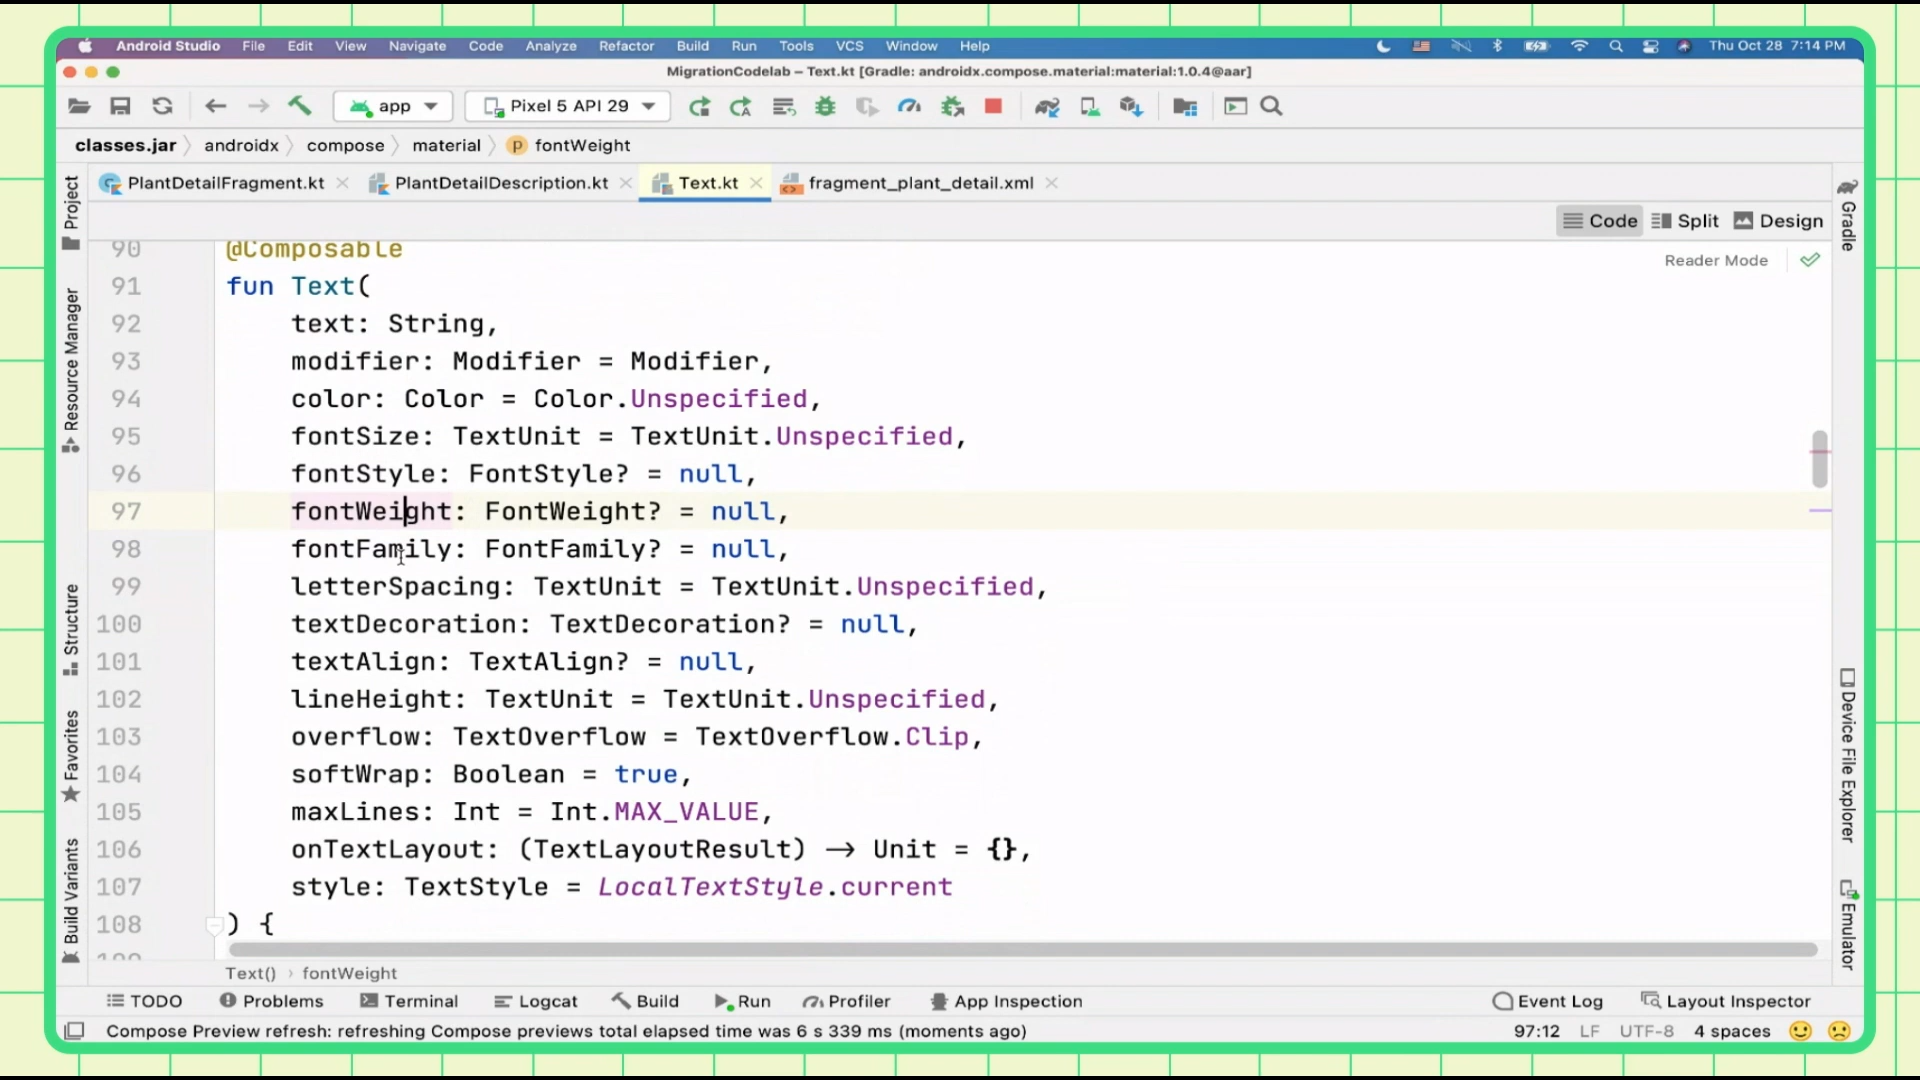 Android Studio File Edit View Navigate Code Analyze Refactor Build Run Tools VCS Window Help Thu Oct 28 7:14 PM
MigrationCodelab – Text.kt [Gradle: androidx.compose.material:material:1.0.4@aar]
app Pixel 5 API 29
classes.jar androidx compose material fontWeight
PlantDetailFragment.kt PlantDetailDescription.kt Text.kt fragment_plant_detail.xml
Code Split Design
Reader Mode
90 @Composable
91 fun Text(
92 text: String,
93 modifier: Modifier = Modifier,
94 color: Color = Color.Unspecified,
95 fontSize: TextUnit = TextUnit.Unspecified,
96 fontStyle: FontStyle? = null,
97 fontWeight: FontWeight? = null,
98 fontFamily: FontFamily? = null,
99 letterSpacing: TextUnit = TextUnit.Unspecified,
100 textDecoration: TextDecoration? = null,
101 textAlign: TextAlign? = null,
102 lineHeight: TextUnit = TextUnit.Unspecified,
103 overflow: TextOverflow = TextOverflow.Clip,
104 softWrap: Boolean = true,
105 maxLines: Int = Int.MAX_VALUE,
106 onTextLayout: (TextLayoutResult) → Unit = {},
107 style: TextStyle = LocalTextStyle.current
108 ) {
Project
Resource Manager
Structure
Favorites
Build Variants
Gradle
Device File Explorer
Emulator
Text() › fontWeight
TODO Problems Terminal Logcat Build Run Profiler App Inspection Event Log Layout Inspector
Compose Preview refresh: refreshing Compose previews total elapsed time was 6 s 339 ms (moments ago) 97:12 LF UTF-8 4 spaces